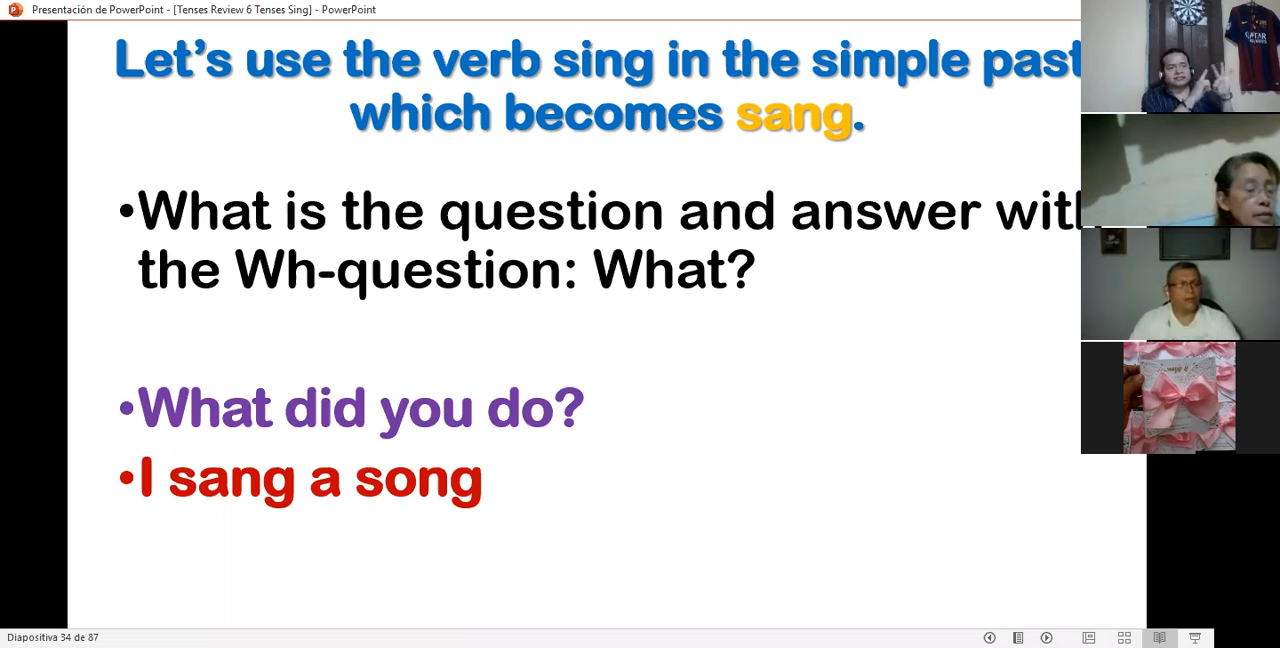 Presentación de PowerPoint - [Tenses Review 6 Tenses Sing] - PowerPoint
Let's use the verb sing in the simple past
which becomes sang.
•What is the question and answer with
the Wh-question: What?
•What did you do?
•I sang a song
Diapositiva 34 de 87
QATAR